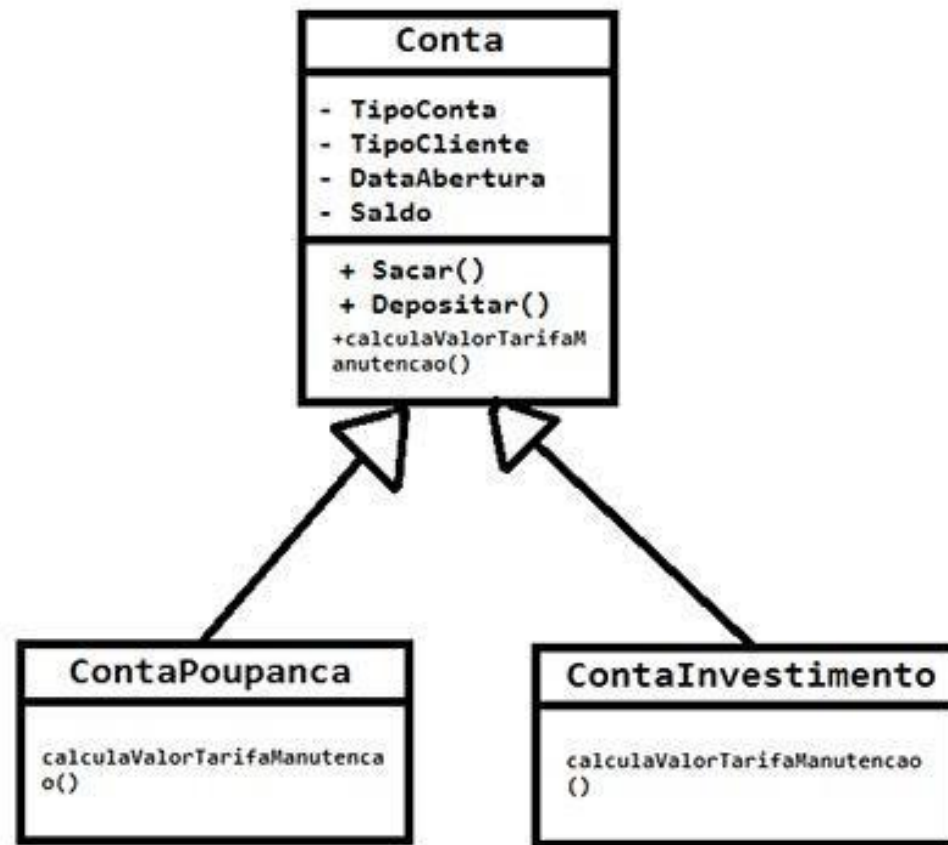 Conta
- TipoConta
- TipoCliente
- DataAbertura
- Saldo
+ Sacar()
+ Depositar()
+calculaValorTarifaM
anutencao()
ContaPoupanca
calculaValorTarifaManutenca
o()
ContaInvestimento
calculaValorTarifaManutencao
()